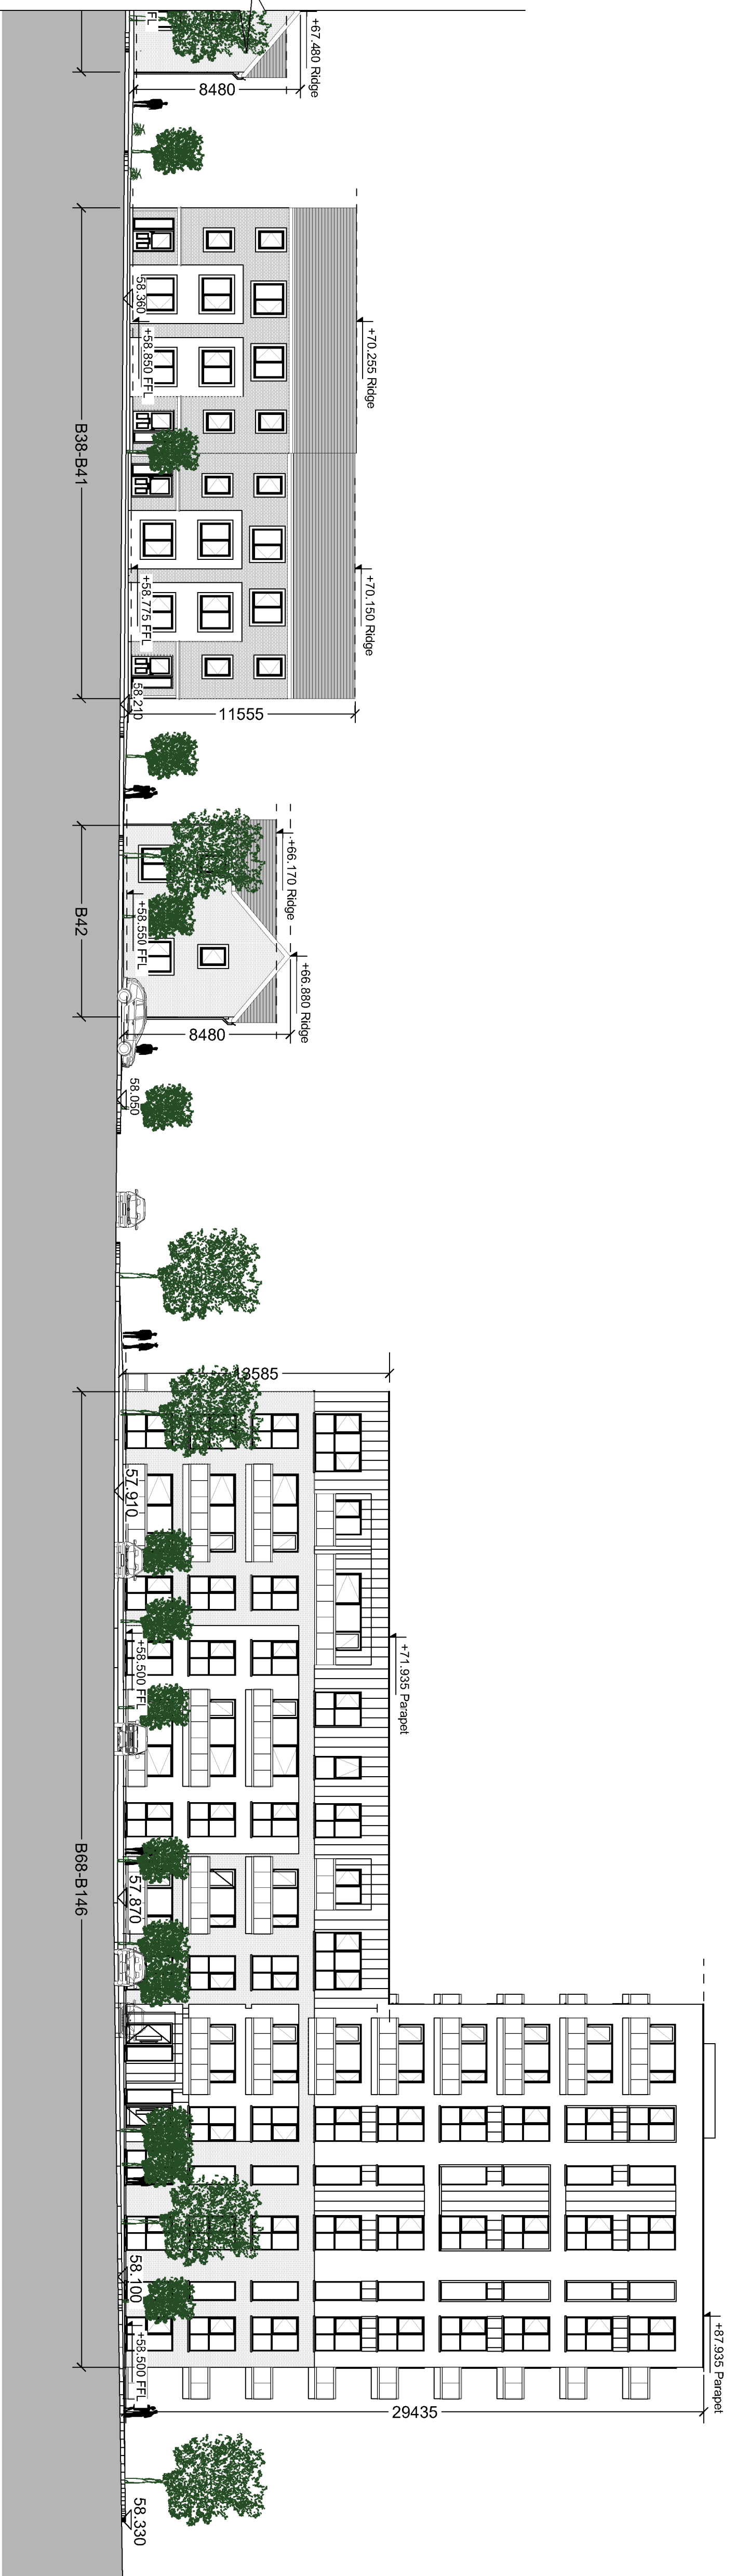 FL
+67.480 Ridge
8480
58.360
+58.850 FFL
+70.255 Ridge
B38-B41
+58.775 FFL
+70.150 Ridge
58.210
11555
+66.170 Ridge
+58.550 FFL
B42
+66.880 Ridge
8480
58.050
13585
57.910
+58.500 FFL
+71.935 Parapet
57.870
B68-B146
58.100
+58.500 FFL
+87.935 Parapet
29435
58.330